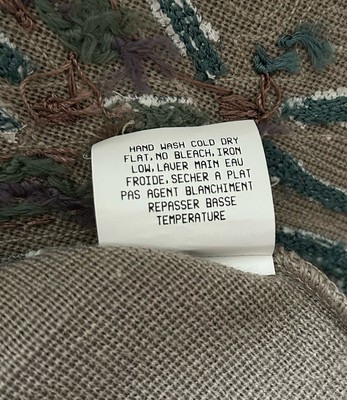 HAND WASH COLD DRY
FLAT, NO BLEACH, IRON
LOW, LAVER MAIN EAU
FROIDE, SECHER A PLAT
PAS AGENT BLANCHIMENT
REPASSER BASSE
TEMPERATURE